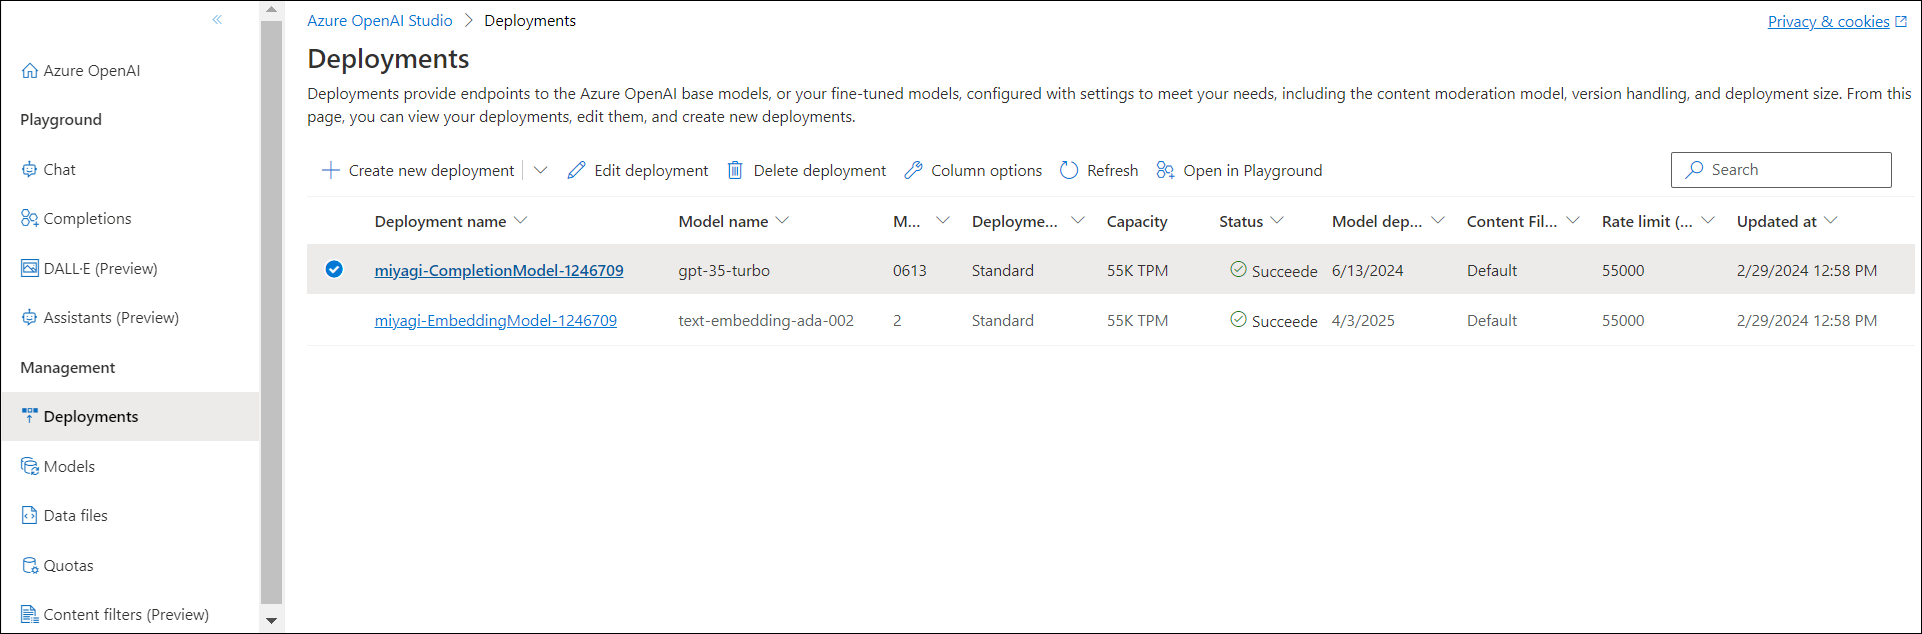 Azure OpenAI
Playground
Chat
Completions
DALL·E (Preview)
Assistants (Preview)
Management
Deployments
Models
Data files
Quotas
Content filters (Preview)
Azure OpenAI Studio > Deployments
Privacy & cookies
Deployments
Deployments provide endpoints to the Azure OpenAI base models, or your fine-tuned models, configured with settings to meet your needs, including the content moderation model, version handling, and deployment size. From this
page, you can view your deployments, edit them, and create new deployments.
Create new deployment Edit deployment Delete deployment Column options Refresh Open in Playground Search
Deployment name Model name M... Deployme... Capacity Status Model dep... Content Fil... Rate limit (... Updated at
miyagi-CompletionModel-1246709 gpt-35-turbo 0613 Standard 55K TPM Succeede 6/13/2024 Default 55000 2/29/2024 12:58 PM
miyagi-EmbeddingModel-1246709 text-embedding-ada-002 2 Standard 55K TPM Succeede 4/3/2025 Default 55000 2/29/2024 12:58 PM